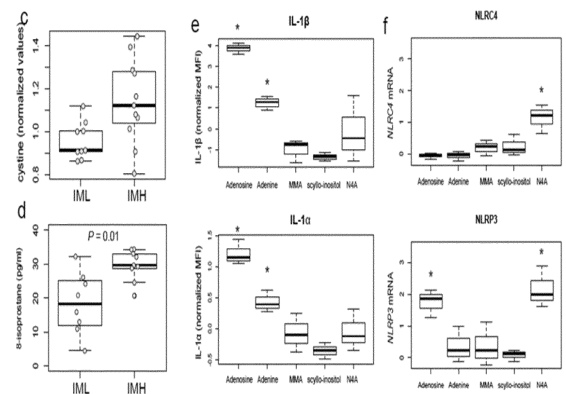 c
cystine (normalized values)
1.4
1.2
1.0
0.8
IML
IMH
d
8-isoprostane (pg/ml)
P = 0.01
40
30
20
10
0
IML
IMH
e
IL-1β
IL-1β (normalized MFI)
4
3
2
1
-1
*
*
Adenosine Adenine MMA scyllo-inositol N4A
IL-1α
IL-1α (normalized MFI)
1.5
1.0
0.5
0.0
-0.5
*
*
Adenosine Adenine MMA scyllo-inositol N4A
f
NLRC4
NLRC4 mRNA
3
2
1
0
*
Adenosine Adenine MMA scyllo-inositol N4A
NLRP3
NLRP3 mRNA
3
2
1
0
*
*
Adenosine Adenine MMA scyllo-inositol N4A